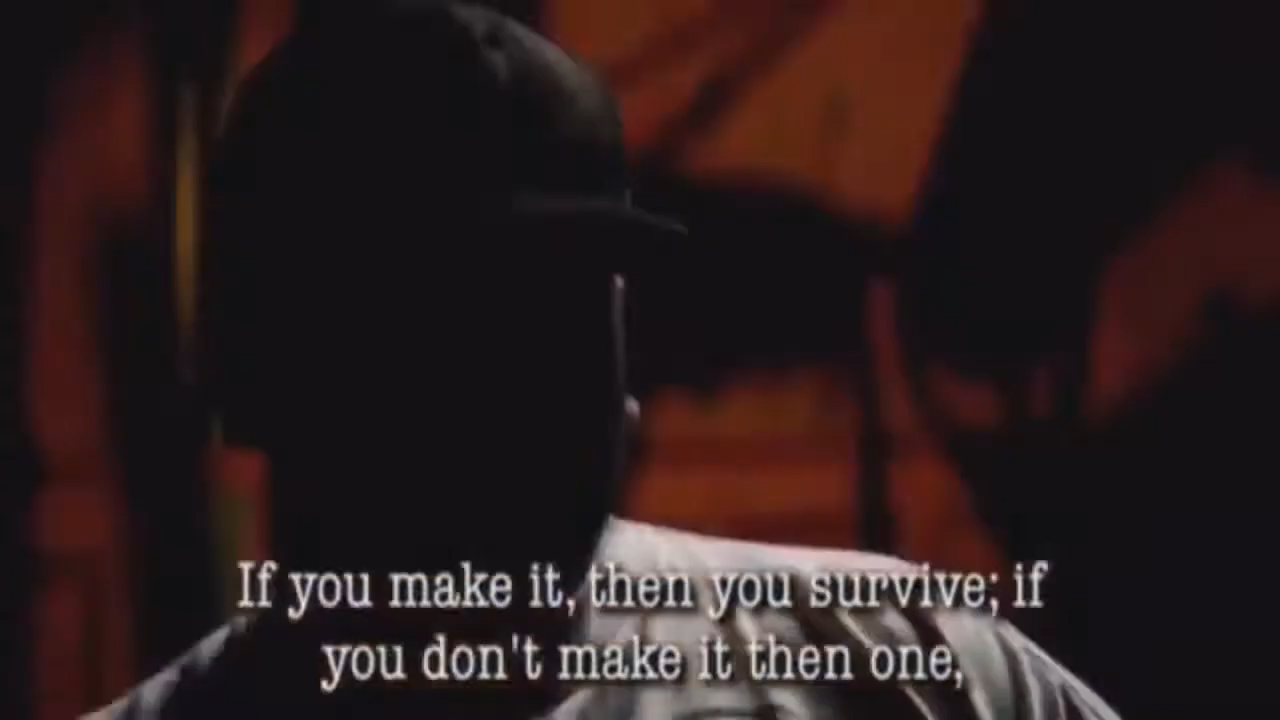 If you make it, then you survive; if
you don't make it then one,